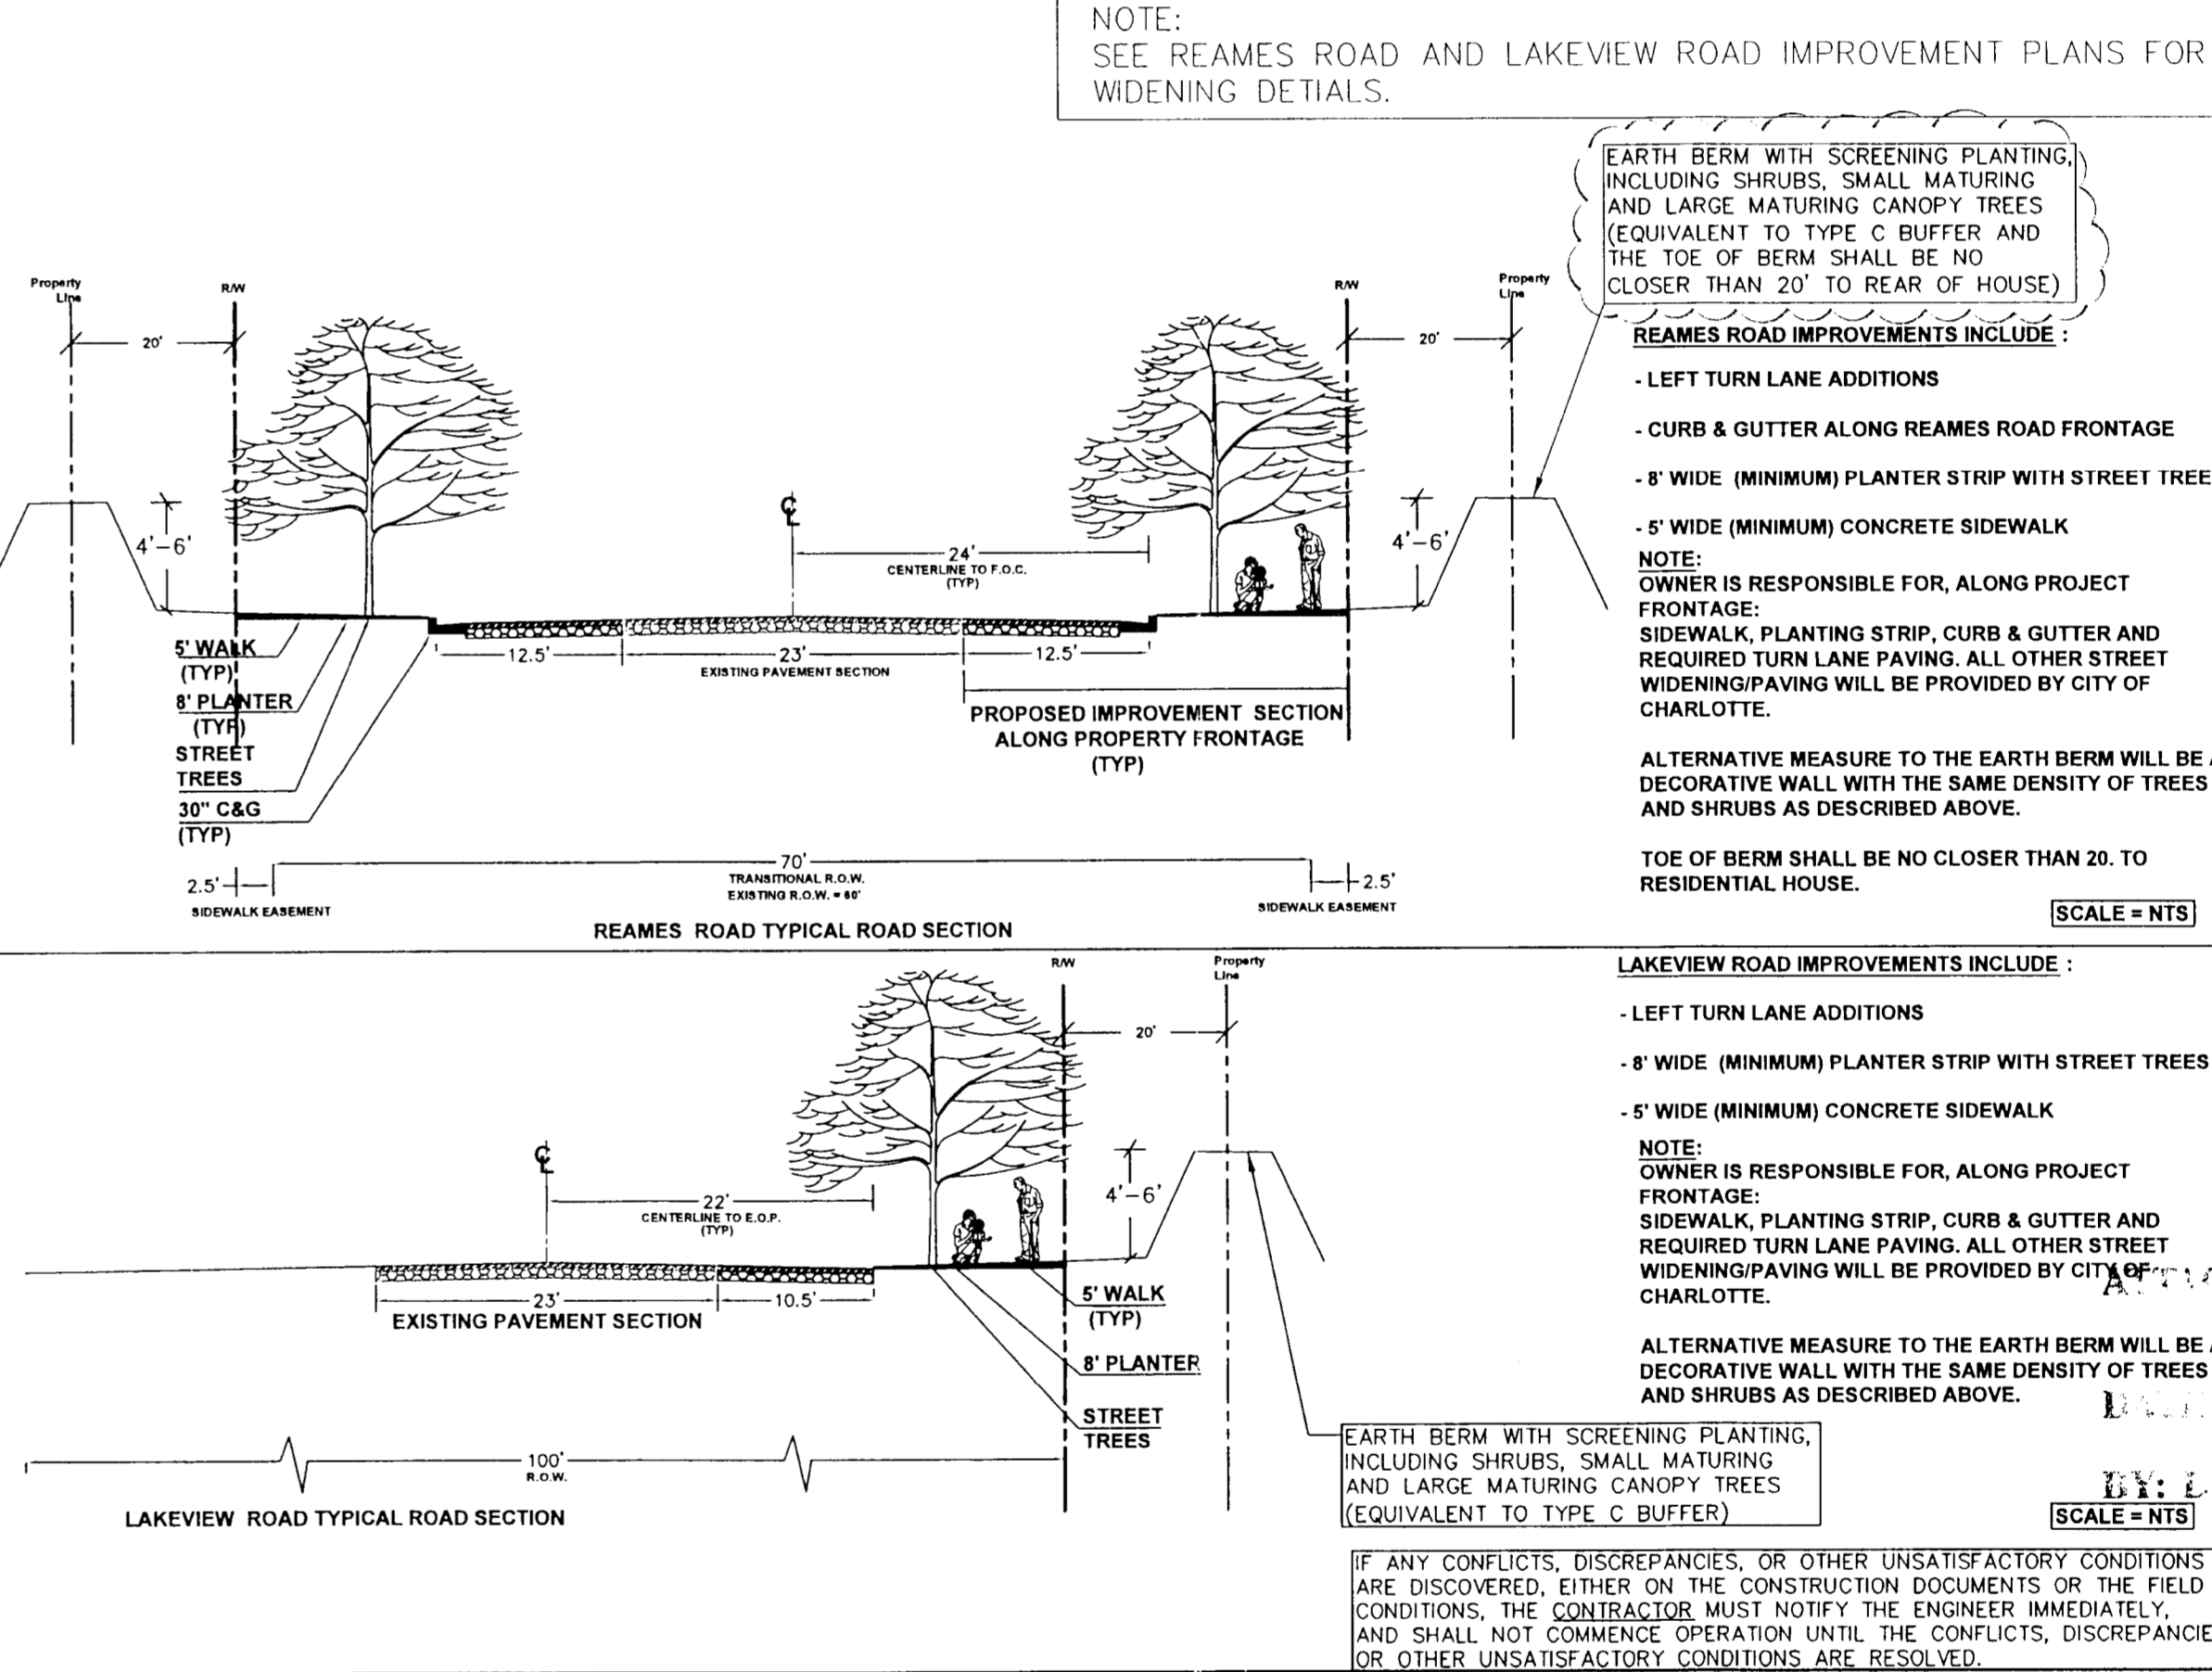 NOTE:
SEE REAMES ROAD AND LAKEVIEW ROAD IMPROVEMENT PLANS FOR
WIDENING DETIALS.
EARTH BERM WITH SCREENING PLANTING,
INCLUDING SHRUBS, SMALL MATURING
AND LARGE MATURING CANOPY TREES
(EQUIVALENT TO TYPE C BUFFER AND
THE TOE OF BERM SHALL BE NO
CLOSER THAN 20' TO REAR OF HOUSE)
Property
Line
R/W
R/W
Property
Line
20'
20'
4'-6'
4'-6'
CL
24'
CENTERLINE TO F.O.C.
(TYP)
12.5'
23'
12.5'
EXISTING PAVEMENT SECTION
5' WALK
(TYP)
8' PLANTER
(TYP)
STREET
TREES
30" C&G
(TYP)
PROPOSED IMPROVEMENT SECTION
ALONG PROPERTY FRONTAGE
(TYP)
70'
TRANSITIONAL R.O.W.
EXISTING R.O.W. = 60'
2.5'
SIDEWALK EASEMENT
2.5'
SIDEWALK EASEMENT
REAMES ROAD TYPICAL ROAD SECTION
REAMES ROAD IMPROVEMENTS INCLUDE :
- LEFT TURN LANE ADDITIONS
- CURB & GUTTER ALONG REAMES ROAD FRONTAGE
- 8' WIDE (MINIMUM) PLANTER STRIP WITH STREET TREE
- 5' WIDE (MINIMUM) CONCRETE SIDEWALK
NOTE:
OWNER IS RESPONSIBLE FOR, ALONG PROJECT
FRONTAGE:
SIDEWALK, PLANTING STRIP, CURB & GUTTER AND
REQUIRED TURN LANE PAVING. ALL OTHER STREET
WIDENING/PAVING WILL BE PROVIDED BY CITY OF
CHARLOTTE.
ALTERNATIVE MEASURE TO THE EARTH BERM WILL BE A
DECORATIVE WALL WITH THE SAME DENSITY OF TREES
AND SHRUBS AS DESCRIBED ABOVE.
TOE OF BERM SHALL BE NO CLOSER THAN 20. TO
RESIDENTIAL HOUSE.
SCALE = NTS
R/W
Property
Line
20'
4'-6'
CL
22'
CENTERLINE TO E.O.P.
(TYP)
23'
10.5'
EXISTING PAVEMENT SECTION
5' WALK
(TYP)
8' PLANTER
STREET
TREES
100'
R.O.W.
LAKEVIEW ROAD TYPICAL ROAD SECTION
LAKEVIEW ROAD IMPROVEMENTS INCLUDE :
- LEFT TURN LANE ADDITIONS
- 8' WIDE (MINIMUM) PLANTER STRIP WITH STREET TREES
- 5' WIDE (MINIMUM) CONCRETE SIDEWALK
NOTE:
OWNER IS RESPONSIBLE FOR, ALONG PROJECT
FRONTAGE:
SIDEWALK, PLANTING STRIP, CURB & GUTTER AND
REQUIRED TURN LANE PAVING. ALL OTHER STREET
WIDENING/PAVING WILL BE PROVIDED BY CITY OF
CHARLOTTE.
ALTERNATIVE MEASURE TO THE EARTH BERM WILL BE A
DECORATIVE WALL WITH THE SAME DENSITY OF TREES
AND SHRUBS AS DESCRIBED ABOVE.
BY: L.
EARTH BERM WITH SCREENING PLANTING,
INCLUDING SHRUBS, SMALL MATURING
AND LARGE MATURING CANOPY TREES
(EQUIVALENT TO TYPE C BUFFER)
SCALE = NTS
IF ANY CONFLICTS, DISCREPANCIES, OR OTHER UNSATISFACTORY CONDITIONS
ARE DISCOVERED, EITHER ON THE CONSTRUCTION DOCUMENTS OR THE FIELD
CONDITIONS, THE CONTRACTOR MUST NOTIFY THE ENGINEER IMMEDIATELY,
AND SHALL NOT COMMENCE OPERATION UNTIL THE CONFLICTS, DISCREPANCIE
OR OTHER UNSATISFACTORY CONDITIONS ARE RESOLVED.